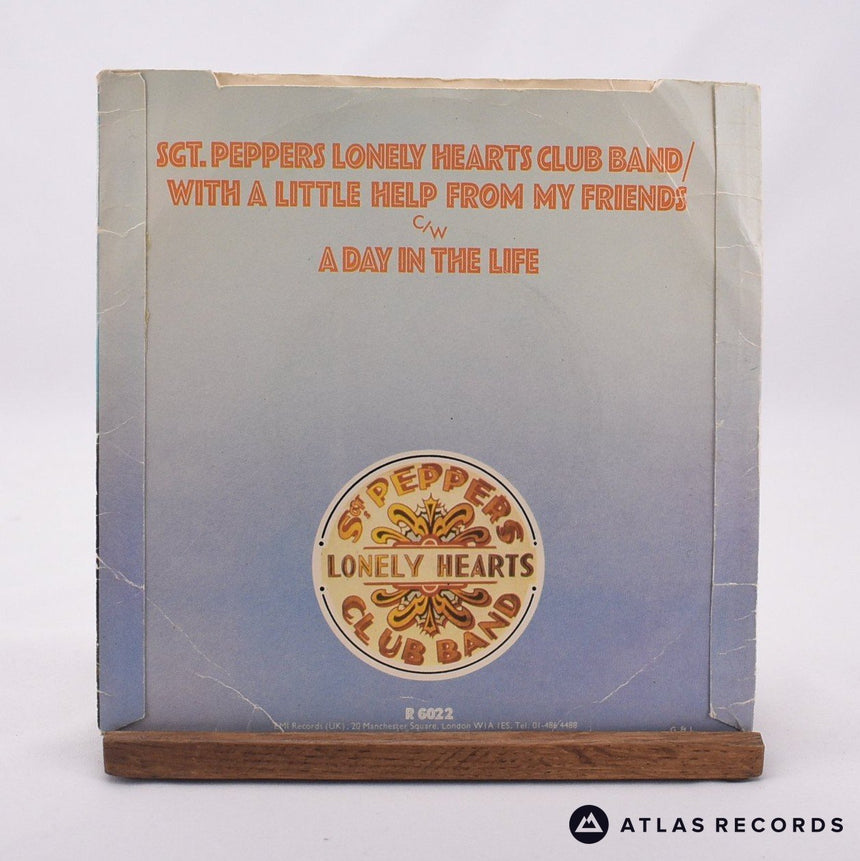 SGT. PEPPERS LONELY HEARTS CLUB BAND/
WITH A LITTLE HELP FROM MY FRIENDS
C/W
A DAY IN THE LIFE
SGT. PEPPERS
LONELY HEARTS
CLUB BAND
R 6022
EMI Records (UK), 20 Manchester Square, London W1A 1ES, Tel. 01-486 4488
ATLAS RECORDS